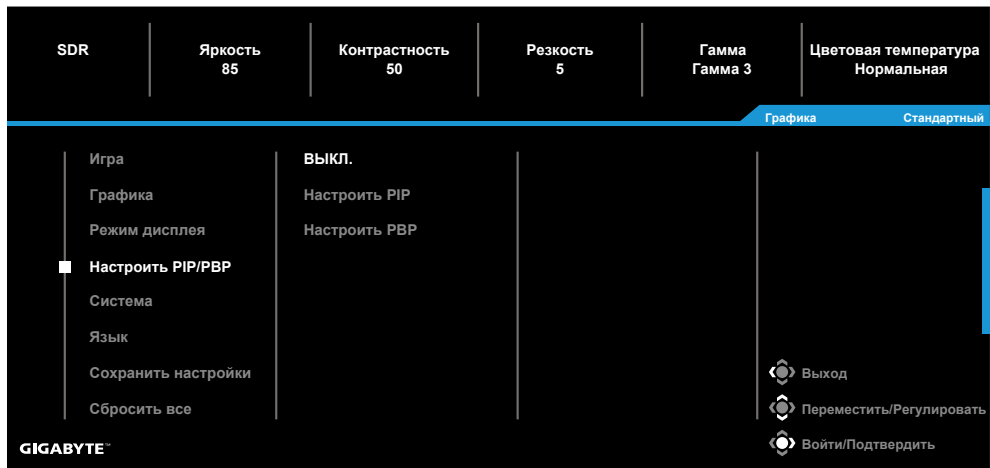 SDR
Яркость
85
Контрастность
50
Резкость
5
Гамма
Гамма 3
Цветовая температура
Нормальная
Графика Стандартный
Игра
Графика
Режим дисплея
Настроить PIP/PBP
Система
Язык
Сохранить настройки
Сбросить все
ВЫКЛ.
Настроить PIP
Настроить PBP
Выход
Переместить/Регулировать
Войти/Подтвердить
GIGABYTE™